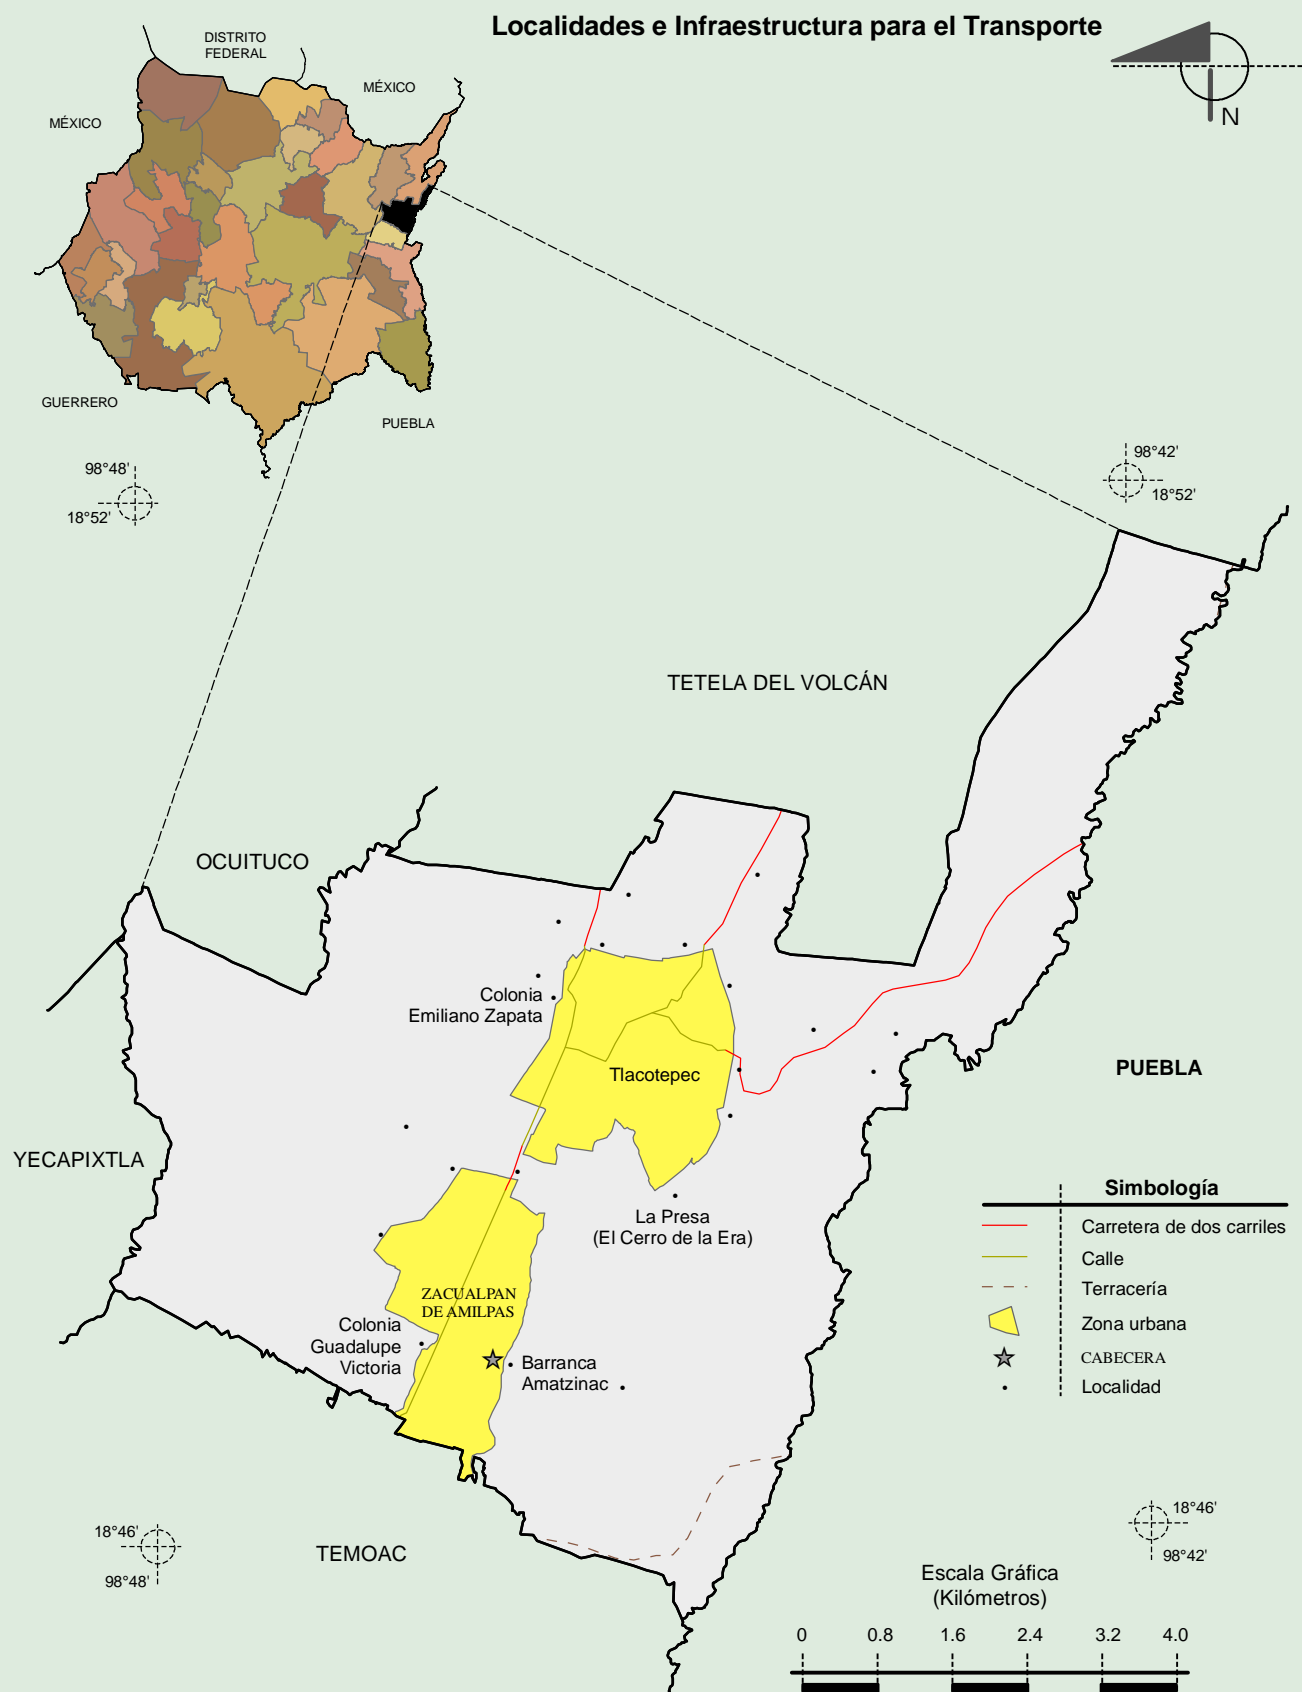 Localidades e Infraestructura para el Transporte
DISTRITO
FEDERAL
MÉXICO
MÉXICO
N
GUERRERO
PUEBLA
98°48'
18°52'
98°42'
18°52'
TETELA DEL VOLCÁN
OCUITUCO
Colonia
Emiliano Zapata
Tlacotepec
PUEBLA
YECAPIXTLA
La Presa
(El Cerro de la Era)
ZACUALPAN
DE AMILPAS
Colonia
Guadalupe
Victoria
Barranca
Amatzinac
Simbología
Carretera de dos carriles
Calle
Terracería
Zona urbana
CABECERA
Localidad
18°46'
98°48'
TEMOAC
18°46'
98°42'
Escala Gráfica
(Kilómetros)
0 0.8 1.6 2.4 3.2 4.0